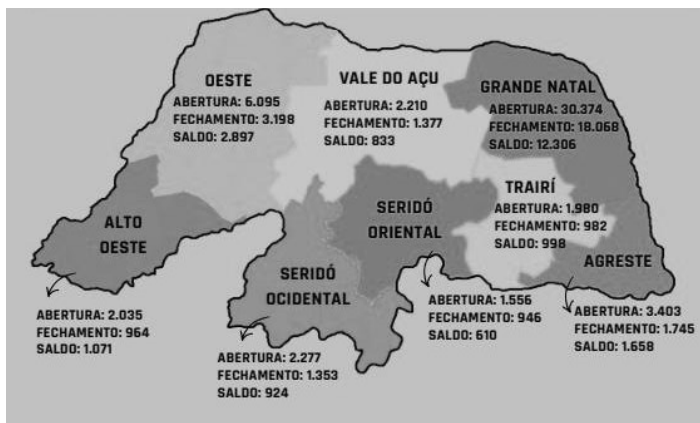 OESTE
ABERTURA: 6.095
FECHAMENTO: 3.198
SALDO: 2.897
VALE DO AÇU
ABERTURA: 2.210
FECHAMENTO: 1.377
SALDO: 833
GRANDE NATAL
ABERTURA: 30.374
FECHAMENTO: 18.068
SALDO: 12.306
TRAIRÍ
ABERTURA: 1.980
FECHAMENTO: 982
SALDO: 998
ALTO
OESTE
ABERTURA: 2.035
FECHAMENTO: 964
SALDO: 1.071
SERIDÓ
OCIDENTAL
ABERTURA: 2.277
FECHAMENTO: 1.353
SALDO: 924
SERIDÓ
ORIENTAL
ABERTURA: 1.556
FECHAMENTO: 946
SALDO: 610
AGRESTE
ABERTURA: 3.403
FECHAMENTO: 1.745
SALDO: 1.658